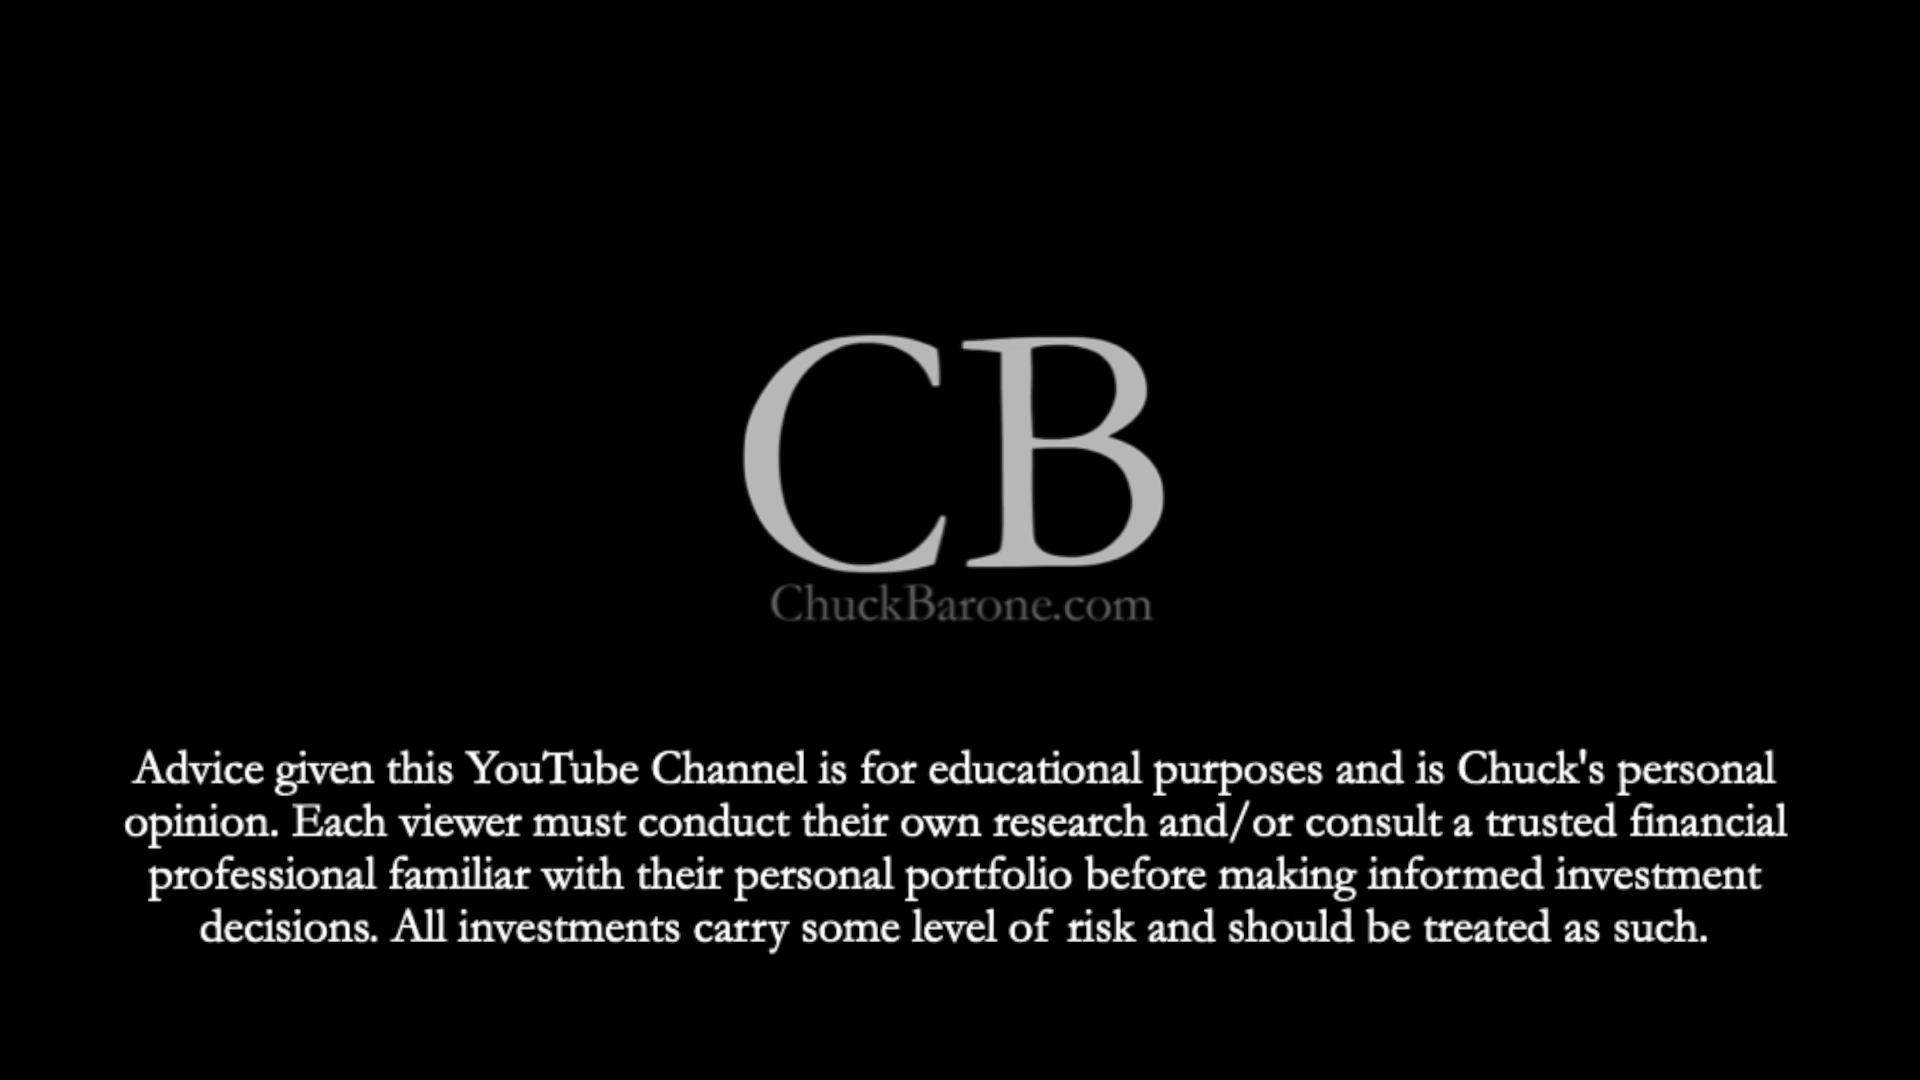 CB
ChuckBarone.com
Advice given this YouTube Channel is for educational purposes and is Chuck's personal
opinion. Each viewer must conduct their own research and/or consult a trusted financial
professional familiar with their personal portfolio before making informed investment
decisions. All investments carry some level of risk and should be treated as such.